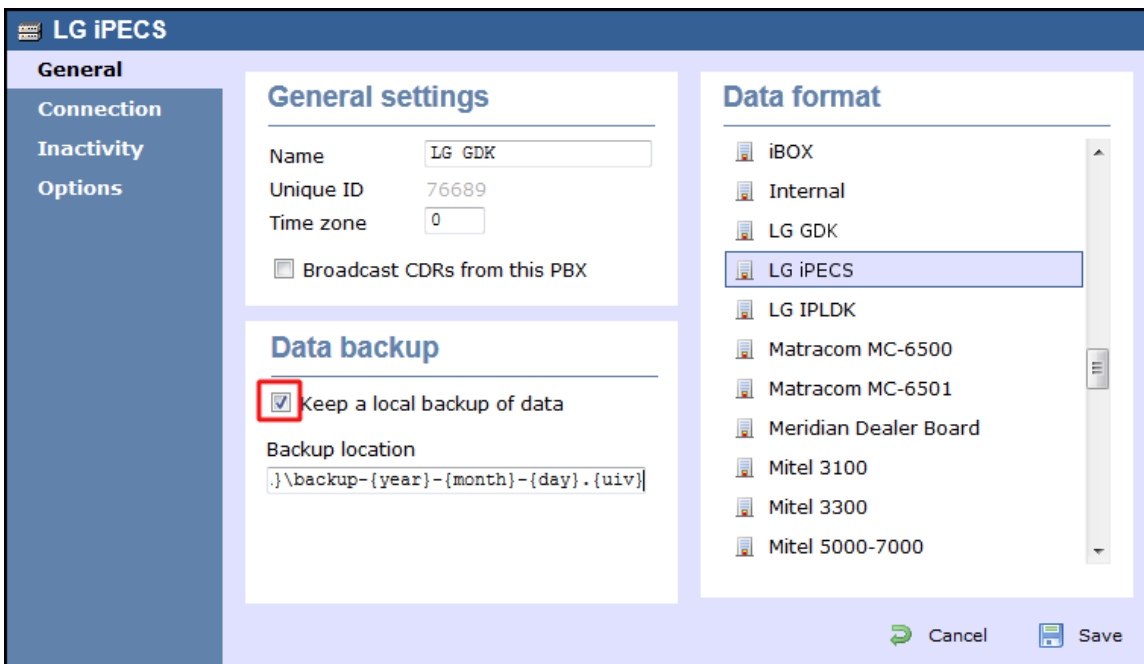 LG iPECS
General
Connection
Inactivity
Options
General settings
Name LG GDK
Unique ID 76689
Time zone 0
Broadcast CDRs from this PBX
Data backup
Keep a local backup of data
Backup location
.}\backup-{year}-{month}-{day}.{uiv}
Data format
iBOX
Internal
LG GDK
LG iPECS
LG IPLDK
Matracom MC-6500
Matracom MC-6501
Meridian Dealer Board
Mitel 3100
Mitel 3300
Mitel 5000-7000
Cancel Save